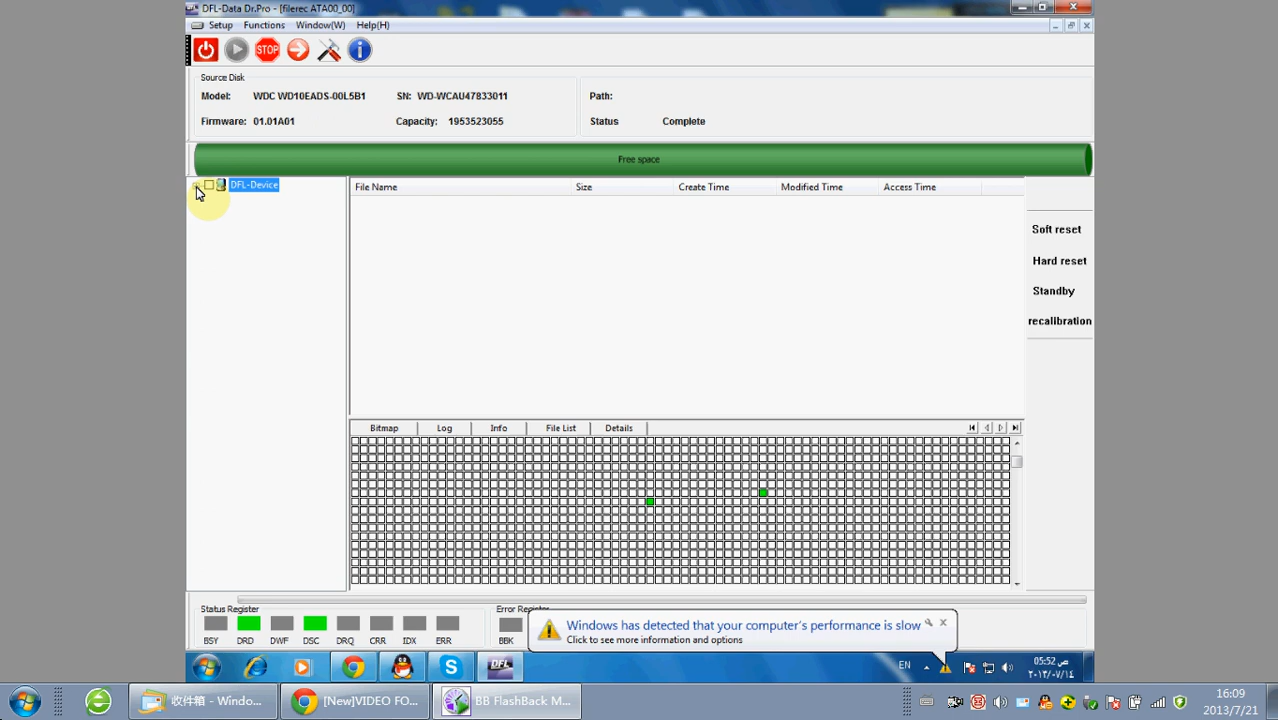 DFL-Data Dr.Pro - [filerec ATA00_00]
Setup Functions Window(W) Help(H)
STOP
Source Disk
Model: WDC WD10EADS-00L5B1 SN: WD-WCAU47833011 Path:
Firmware: 01.01A01 Capacity: 1953523055 Status Complete
Free space
DFL-Device
File Name Size Create Time Modified Time Access Time
Soft reset
Hard reset
Standby
recalibration
Bitmap Log Info File List Details
Status Register
BSY DRD DWF DSC DRQ CRR IDX ERR
Error Register
BBK
Windows has detected that your computer's performance is slow
Click to see more information and options
DFL
EN
05:52 ص
٢٠١٣/٠٧/١٤
收件箱 - Windo...
[New]VIDEO FO...
BB FlashBack M...
16:09
2013/7/21